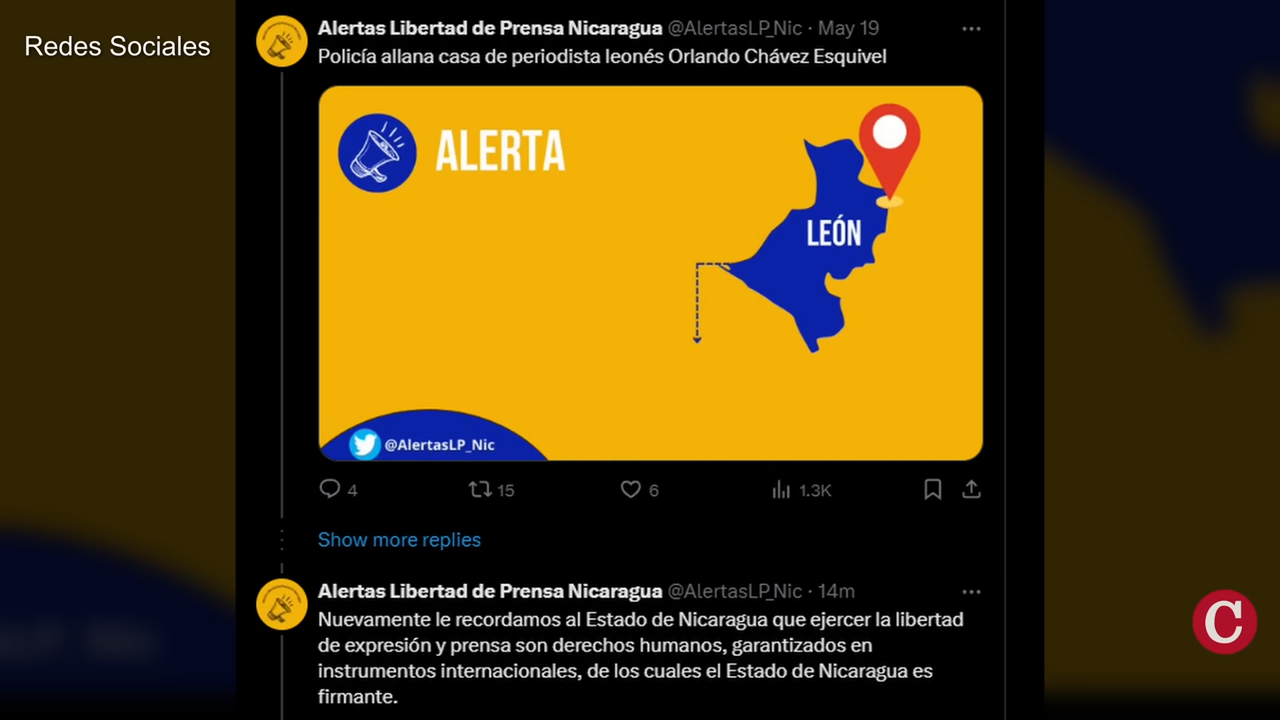 Redes Sociales
Alertas Libertad de Prensa Nicaragua @AlertasLP_Nic · May 19
Policía allana casa de periodista leonés Orlando Chávez Esquivel
ALERTA
LEÓN
@AlertasLP_Nic
4 15 6 1.3K
Show more replies
Alertas Libertad de Prensa Nicaragua @AlertasLP_Nic · 14m
Nuevamente le recordamos al Estado de Nicaragua que ejercer la libertad
de expresión y prensa son derechos humanos, garantizados en
instrumentos internacionales, de los cuales el Estado de Nicaragua es
firmante.
C